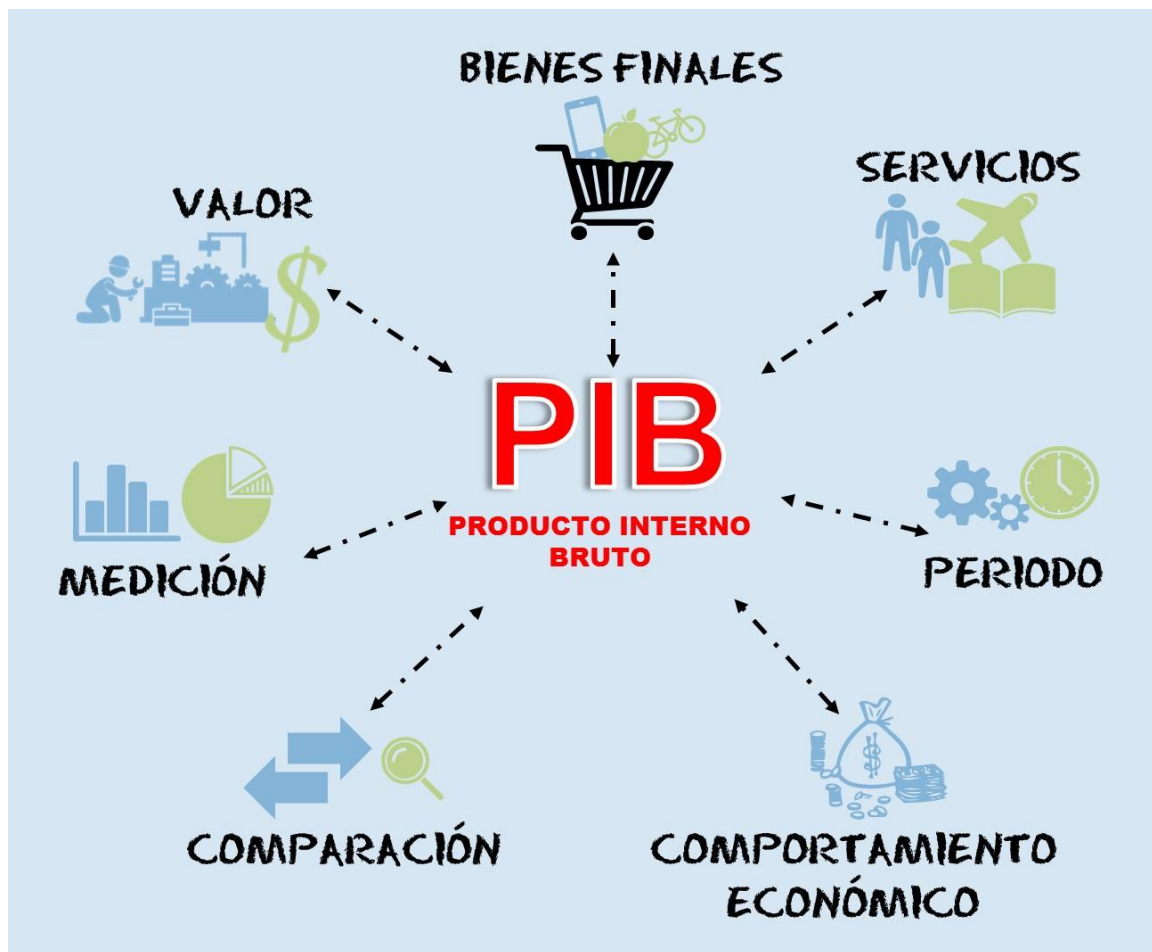 BIENES FINALES
SERVICIOS
VALOR
$
PIB
PRODUCTO INTERNO
BRUTO
MEDICIÓN
PERIODO
$
COMPARACIÓN
COMPORTAMIENTO
ECONÓMICO